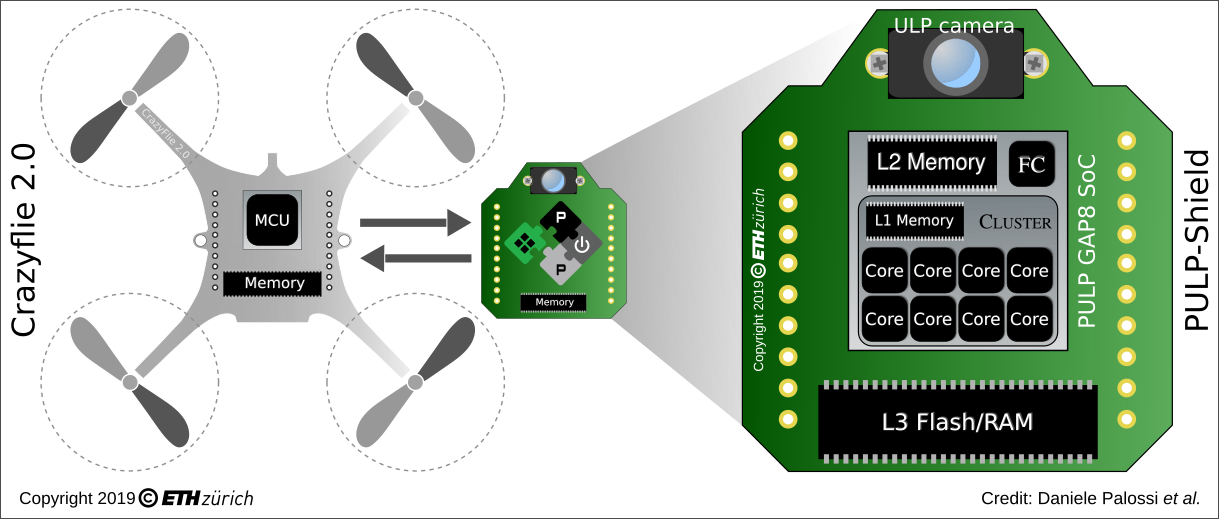 Crazyflie 2.0
CrazyFlie 2.0
MCU
Memory
P
P
Memory
ULP camera
L2 Memory
FC
L1 Memory
CLUSTER
Core Core Core Core
Core Core Core Core
PULP GAP8 SoC
Copyright 2019 © ETH zürich
L3 Flash/RAM
PULP-Shield
Copyright 2019 © ETH zürich
Credit: Daniele Palossi et al.